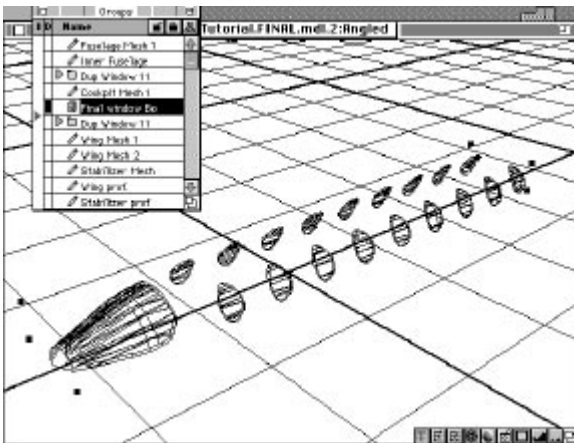 Groups
Tutorial.FINAL.mdl.2:Angled
Name
Fuselage Mesh 1
Inner Fuselage
Dup Window 11
Cockpit Mesh 1
Final window Bo
Dup Window 11
Wing Mesh 1
Wing Mesh 2
Stabilizer Mesh
Wing prof.
Stabilizer prof